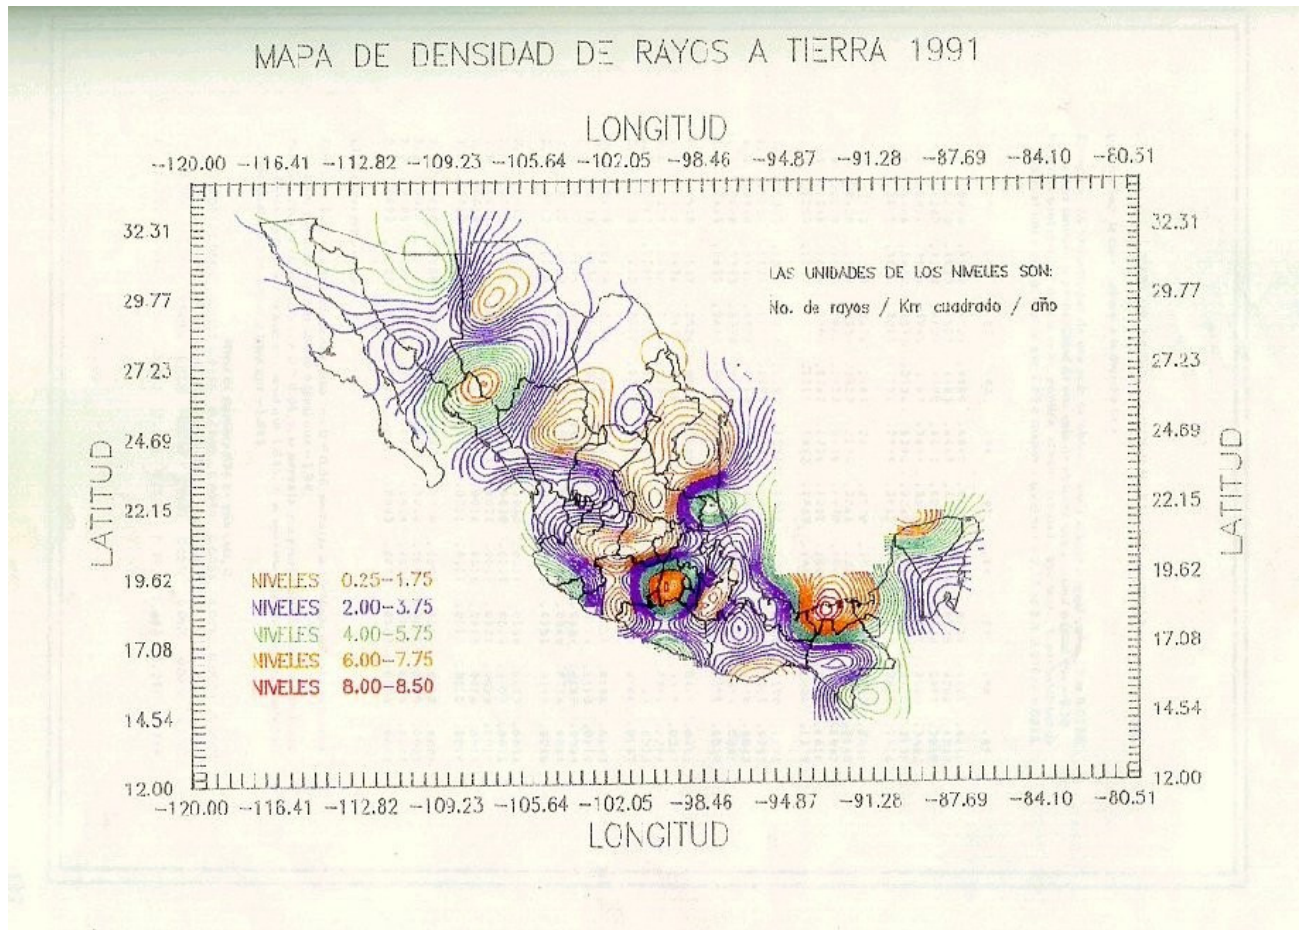 MAPA DE DENSIDAD DE RAYOS A TIERRA 1991
LONGITUD
-120.00 -116.41 -112.82 -109.23 -105.64 -102.05 -98.46 -94.87 -91.28 -87.69 -84.10 -80.51
32.31
29.77
27.23
24.69
22.15
19.62
17.08
14.54
12.00
LATITUD
LAS UNIDADES DE LOS NIVELES SON:
No. de rayos / Km cuadrado / año
NIVELES 0.25-1.75
NIVELES 2.00-3.75
NIVELES 4.00-5.75
NIVELES 6.00-7.75
NIVELES 8.00-8.50
32.31
29.77
27.23
24.69
22.15
19.62
17.08
14.54
12.00
LATITUD
-120.00 -116.41 -112.82 -109.23 -105.64 -102.05 -98.46 -94.87 -91.28 -87.69 -84.10 -80.51
LONGITUD